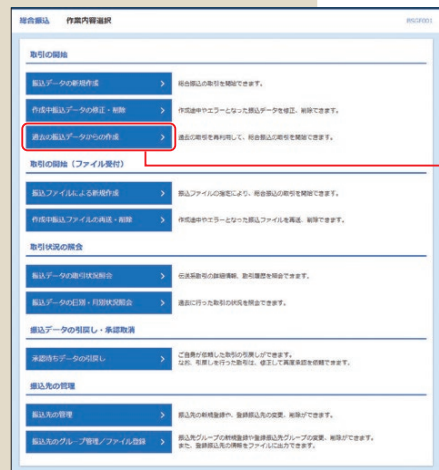 総合振込 作業内容選択 BSGF001
取引の開始
振込データの新規作成 > 総合振込の取引を開始できます。
作成中振込データの修正・削除 > 作成途中やエラーとなった振込データを修正、削除できます。
過去の振込データからの作成 > 過去の取引を再利用して、総合振込の取引を開始できます。
取引の開始(ファイル受付)
振込ファイルによる新規作成 > 振込ファイルの指定により、総合振込の取引を開始できます。
作成中振込ファイルの再送・削除 > 作成途中やエラーとなった振込ファイルを再送、削除できます。
取引状況の照会
振込データの取引状況照会 > 伝送系取引の詳細情報、取引履歴を照会できます。
振込データの日別・月別状況照会 > 過去に行った取引の状況を照会できます。
振込データの引戻し・承認取消
承認待ちデータの引戻し > ご自身が依頼した取引の引戻しができます。
なお、引戻しを行った取引は、修正して再度承認を依頼できます。
振込先の管理
振込先の管理 > 振込先の新規登録や、登録振込先の変更、削除ができます。
振込先のグループ管理/ファイル登録 > 振込先グループの新規登録や登録振込先グループの変更、削除ができます。
また、登録振込先の情報をファイルに出力できます。